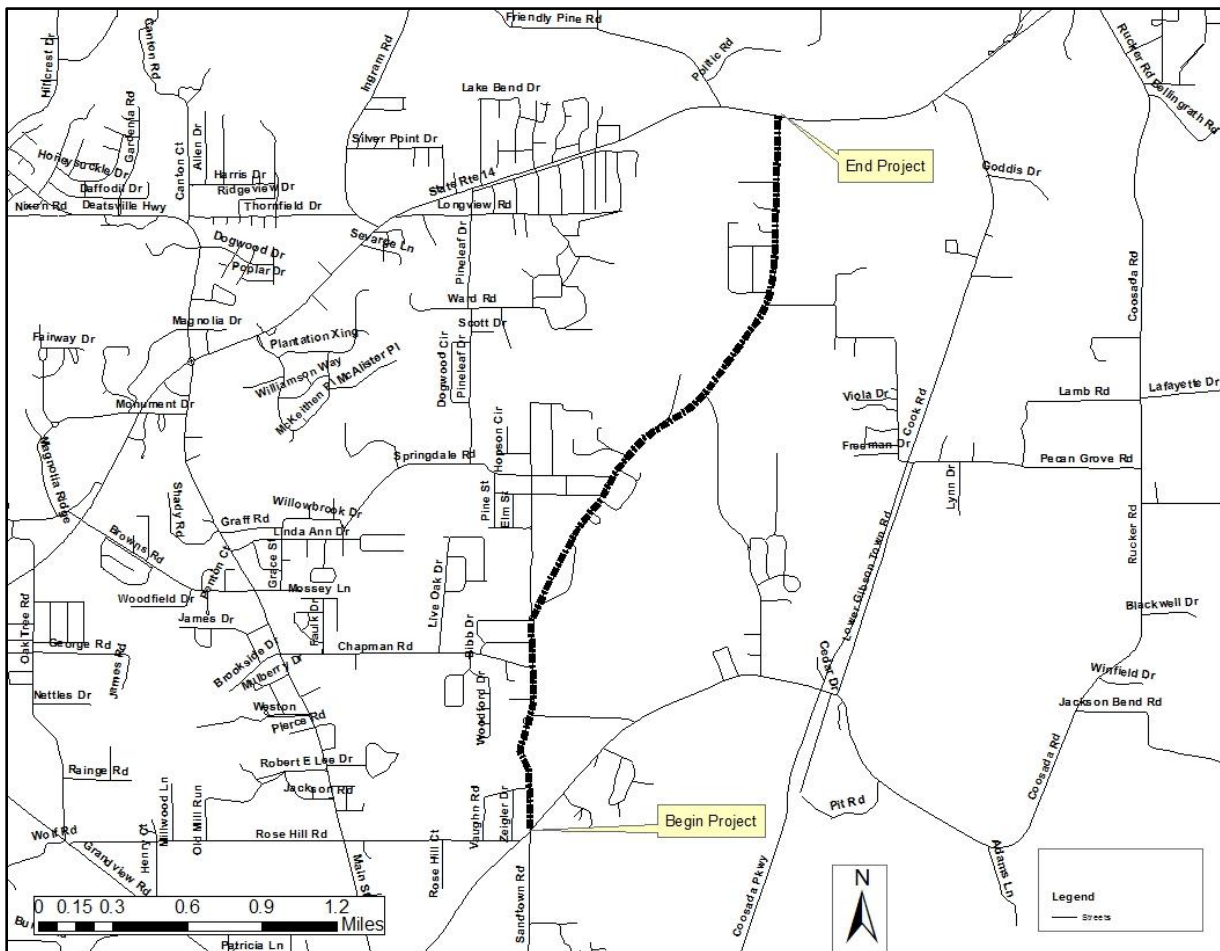 Friendly Pine Rd
Hillcrest Dr
Canton Rd
Ingram Rd
Politic Rd
Rucker Rd
Bellingrath Rd
Lake Bend Dr
Gardenia Rd
Allen Dr
Canton Ct
Silver Point Dr
Honeysuckle Dr
End Project
Goddis Dr
Harris Dr
State Rte 14
Daffodil Dr
Ridgeview Dr
Nixon Rd
Deatsville Hwy
Thornfield Dr
Longview Rd
Savaree Ln
Dogwood Dr
Pineleaf Dr
Poplar Dr
Coosada Rd
Ward Rd
Magnolia Dr
Scott Dr
Fairway Dr
Plantation Xing
Williamson Way
McKeithen Pl
McAlister Pl
Dogwood Cir
Pineleaf Dr
Viola Dr
Lamb Rd
Lafayette Dr
Monument Dr
Cook Rd
Hopson Cir
Freeman Dr
Magnolia Ridge
Springdale Rd
Pecan Grove Rd
Lynn Dr
Shady Rd
Pine St
Elm St
Willowbrook Dr
Graff Rd
Linda Ann Dr
Rucker Rd
Browns Rd
Grace St
Denton Ct
Mossey Ln
Lower Gibson Town Rd
Woodfield Dr
Live Oak Dr
Blackwell Dr
Oak Tree Rd
James Dr
Faulk Dr
Bibb Dr
George Rd
Chapman Rd
James Rd
Brookside Dr
Mulberry Dr
Cedar Dr
Winfield Dr
Nettles Dr
Weston
Pierce Rd
Woodford Dr
Jackson Bend Rd
Robert E Lee Dr
Coosada Rd
Rainge Rd
Jackson Rd
Millwood Ln
Old Mill Run
Vaughn Rd
Zeigler Dr
Pit Rd
Begin Project
Wolf Rd
Rose Hill Rd
Henry Ct
Grandview Rd
Main St
Rose Hill Ct
Sandtown Rd
Coosada Pkwy
Adams Ln
N
Legend
Streets
0 0.15 0.3 0.6 0.9 1.2
Miles
Patricia Ln